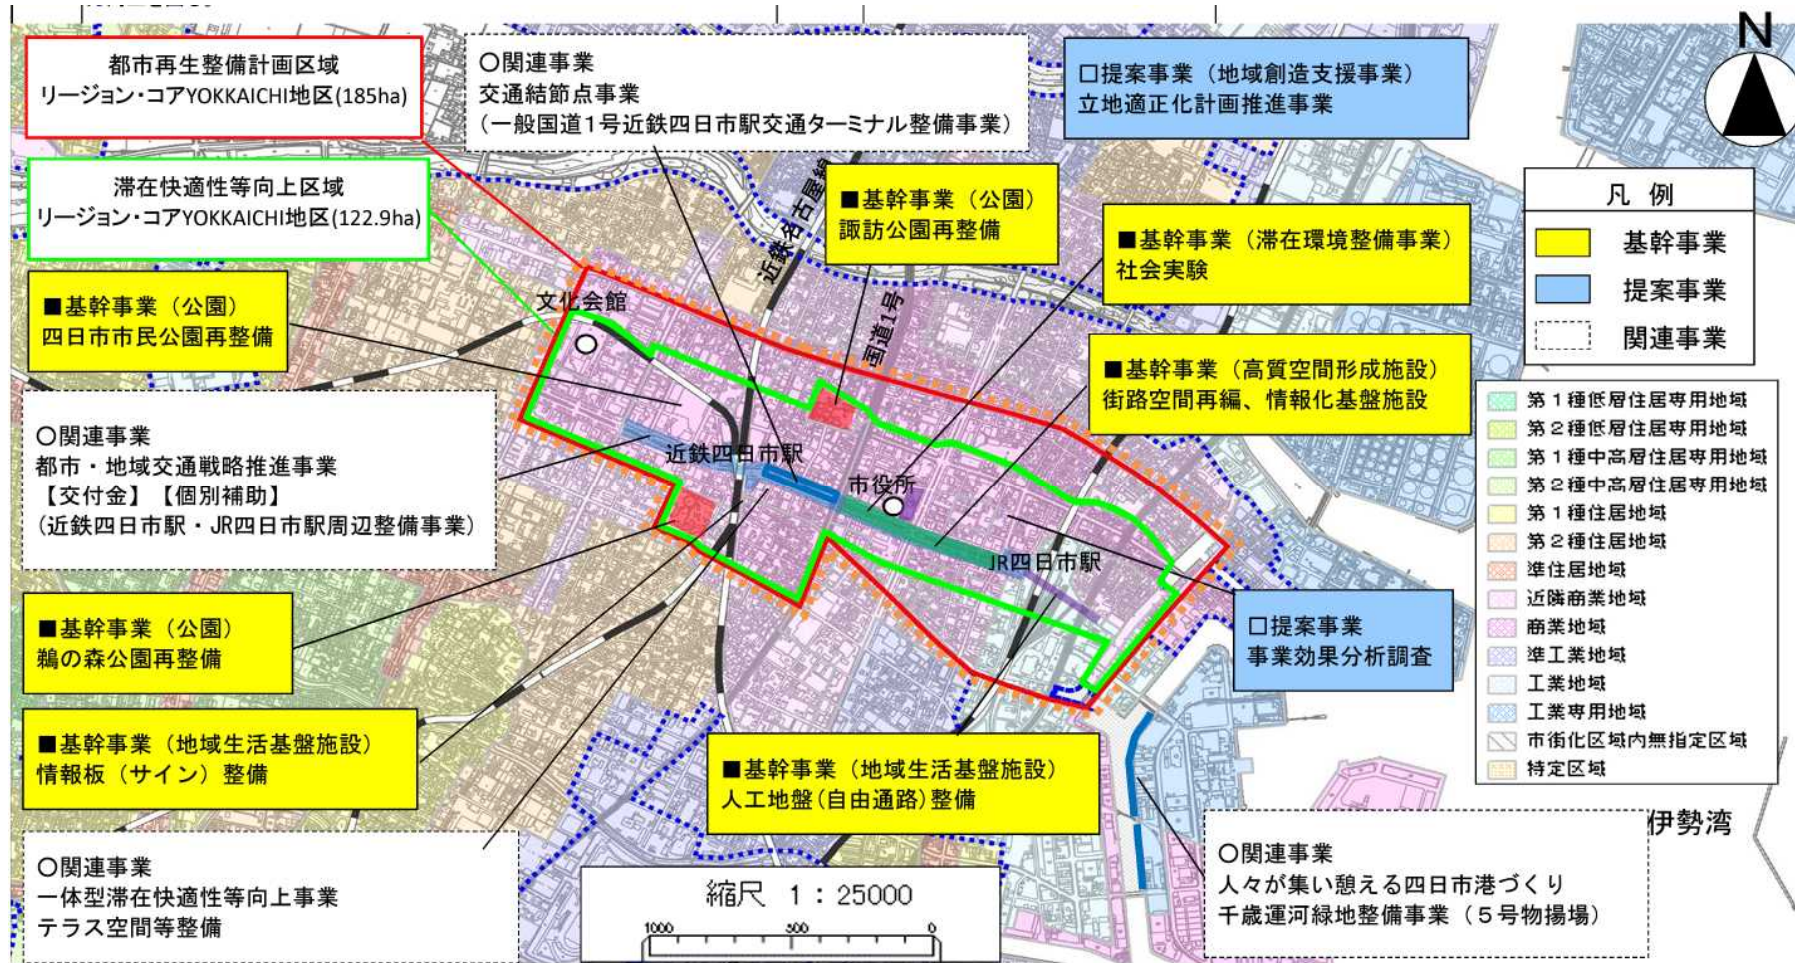 都市再生整備計画区域
リージョン・コアYOKKAICHI地区(185ha)
滞在快適性等向上区域
リージョン・コアYOKKAICHI地区(122.9ha)
〇関連事業
交通結節点事業
(一般国道1号近鉄四日市駅交通ターミナル整備事業)
□提案事業（地域創造支援事業）
立地適正化計画推進事業
N
■基幹事業（公園）
諏訪公園再整備
■基幹事業（滞在環境整備事業）
社会実験
凡 例
基幹事業
提案事業
関連事業
■基幹事業（公園）
四日市市民公園再整備
文化会館
近鉄名古屋線
国道1号
■基幹事業（高質空間形成施設）
街路空間再編、情報化基盤施設
〇関連事業
都市・地域交通戦略推進事業
【交付金】【個別補助】
(近鉄四日市駅・JR四日市駅周辺整備事業)
近鉄四日市駅
市役所
JR四日市駅
第１種低層住居専用地域
第２種低層住居専用地域
第１種中高層住居専用地域
第２種中高層住居専用地域
第１種住居地域
第２種住居地域
準住居地域
近隣商業地域
商業地域
準工業地域
工業地域
工業専用地域
市街化区域内無指定区域
特定区域
■基幹事業（公園）
鵜の森公園再整備
□提案事業
事業効果分析調査
■基幹事業（地域生活基盤施設）
情報板（サイン）整備
■基幹事業（地域生活基盤施設）
人工地盤(自由通路)整備
〇関連事業
一体型滞在快適性等向上事業
テラス空間等整備
縮尺 1：25000
1000 500 0
〇関連事業
人々が集い憩える四日市港づくり
千歳運河緑地整備事業（５号物揚場）
伊勢湾